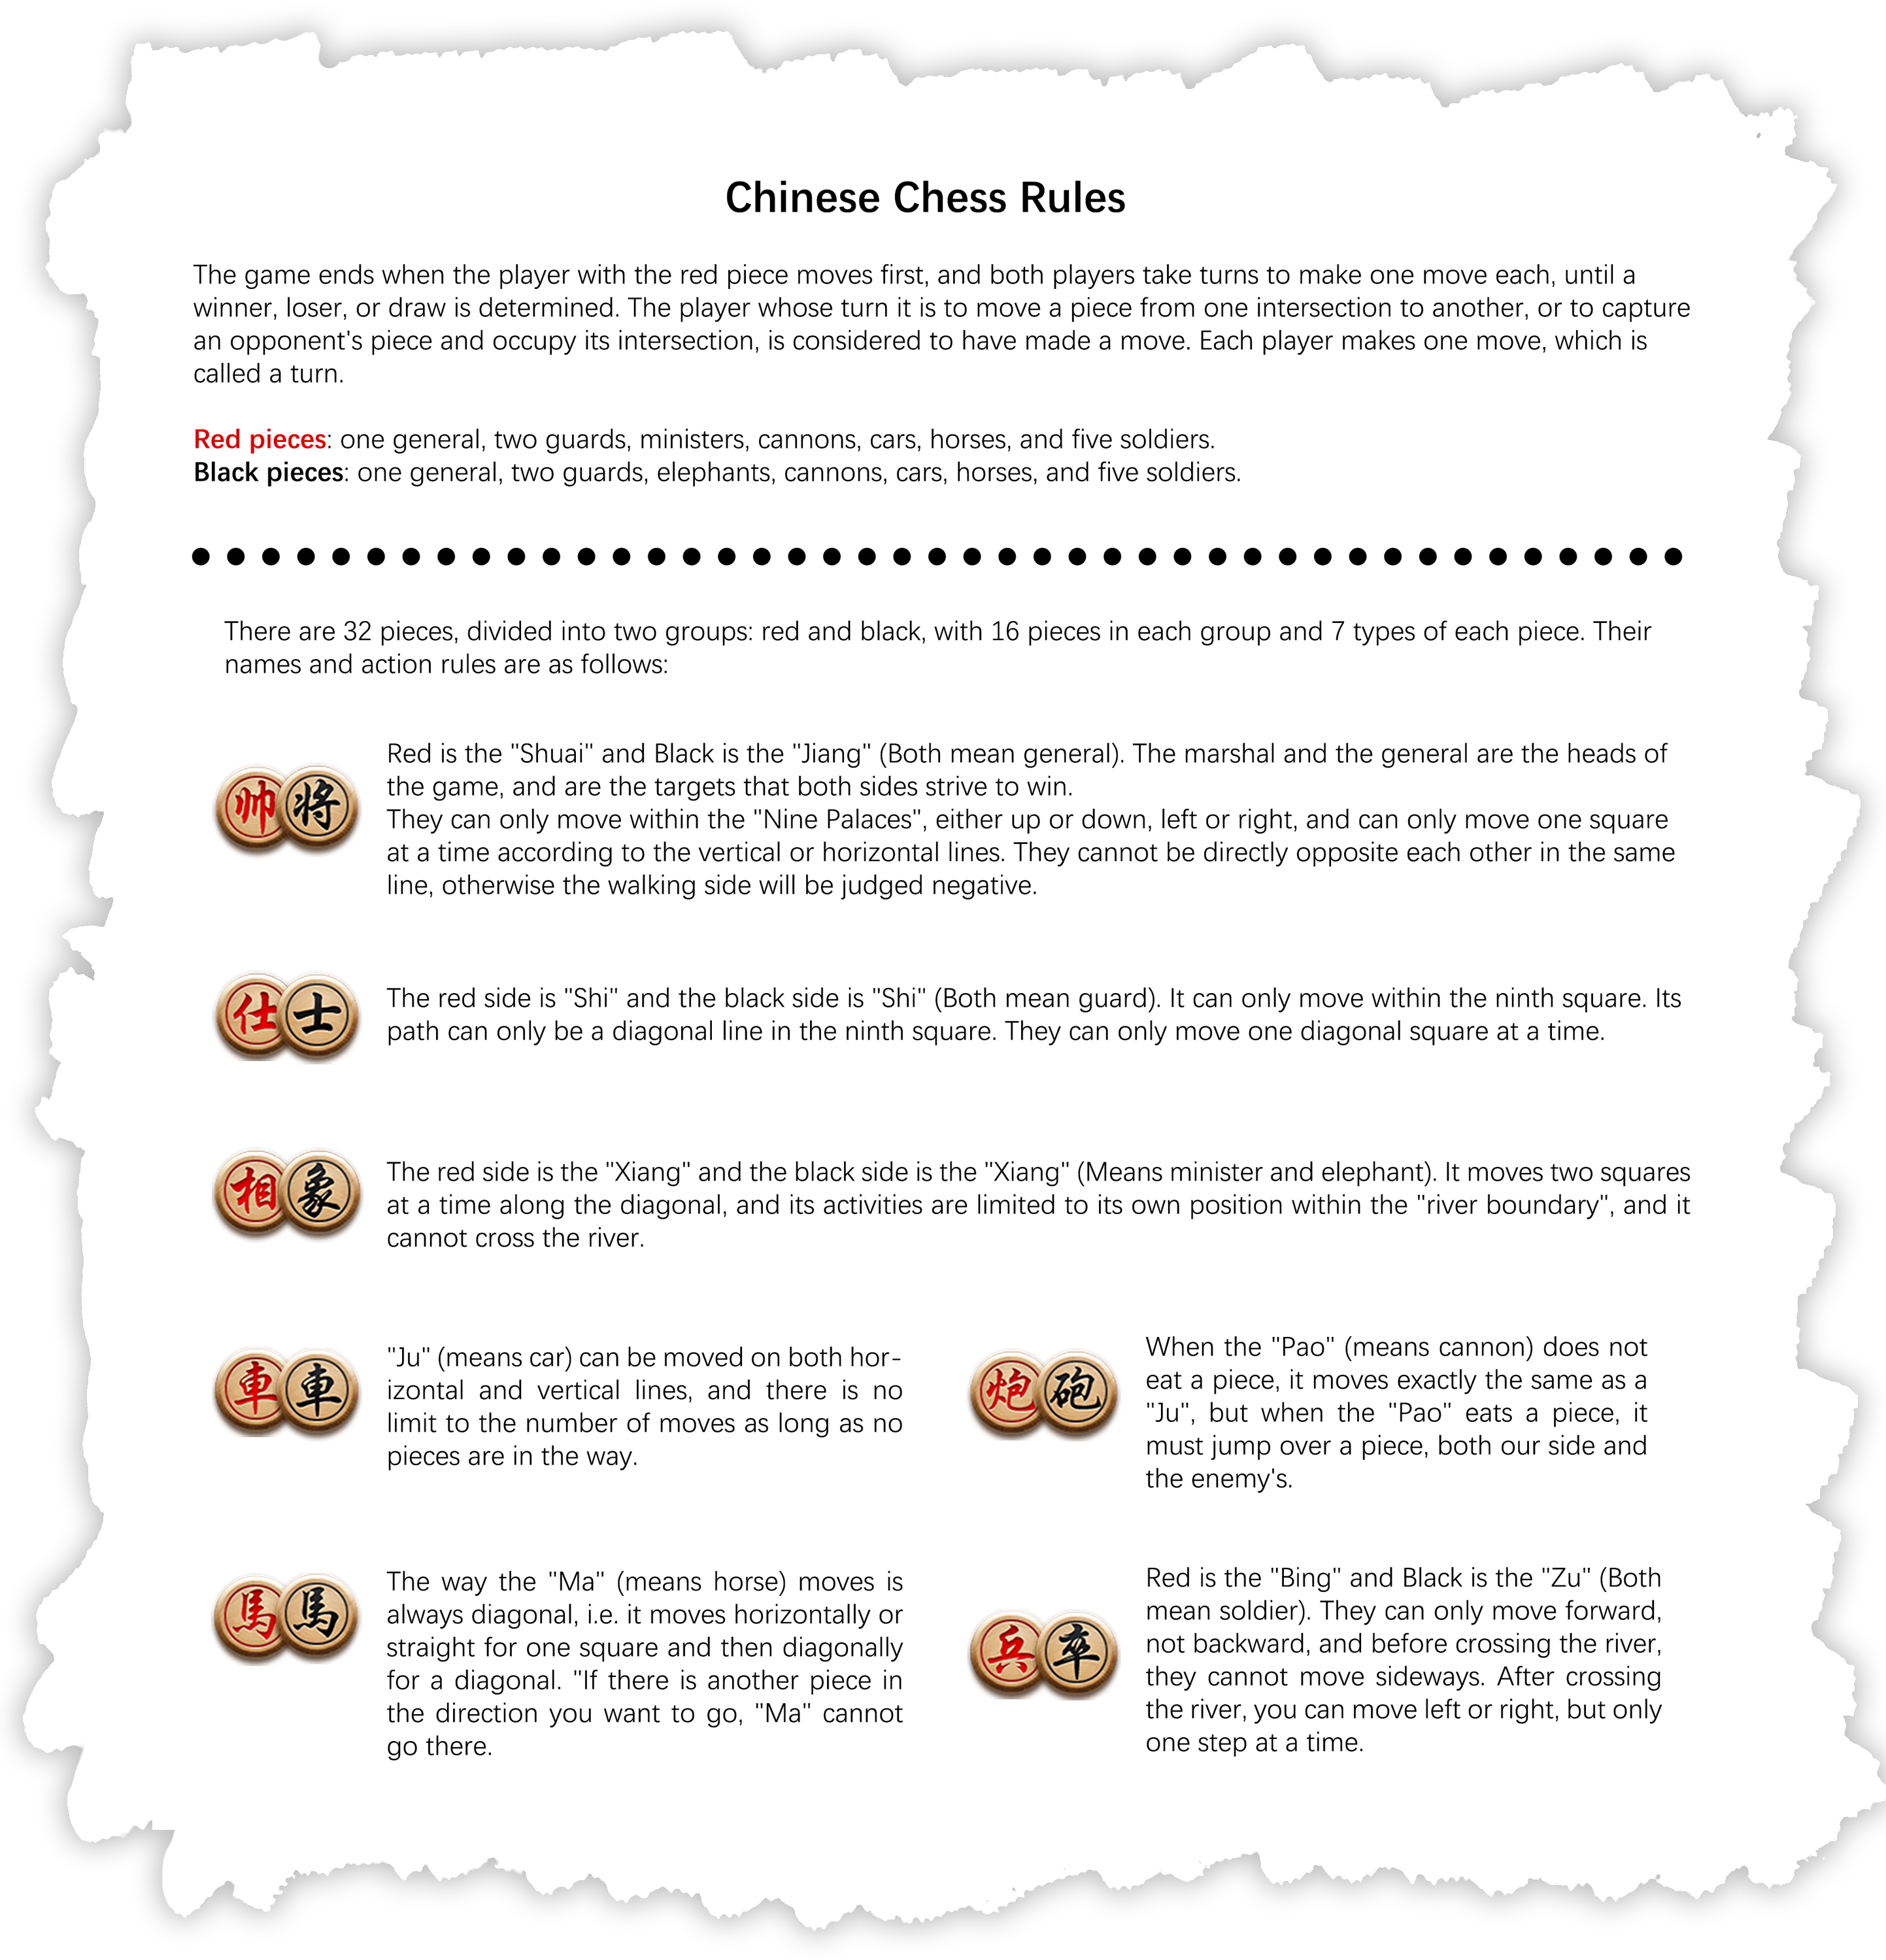 Chinese Chess Rules
The game ends when the player with the red piece moves first, and both players take turns to make one move each, until a
winner, loser, or draw is determined. The player whose turn it is to move a piece from one intersection to another, or to capture
an opponent's piece and occupy its intersection, is considered to have made a move. Each player makes one move, which is
called a turn.
Red pieces: one general, two guards, ministers, cannons, cars, horses, and five soldiers.
Black pieces: one general, two guards, elephants, cannons, cars, horses, and five soldiers.
There are 32 pieces, divided into two groups: red and black, with 16 pieces in each group and 7 types of each piece. Their
names and action rules are as follows:
帅 将
Red is the "Shuai" and Black is the "Jiang" (Both mean general). The marshal and the general are the heads of
the game, and are the targets that both sides strive to win.
They can only move within the "Nine Palaces", either up or down, left or right, and can only move one square
at a time according to the vertical or horizontal lines. They cannot be directly opposite each other in the same
line, otherwise the walking side will be judged negative.
仕 士
The red side is "Shi" and the black side is "Shi" (Both mean guard). It can only move within the ninth square. Its
path can only be a diagonal line in the ninth square. They can only move one diagonal square at a time.
相 象
The red side is the "Xiang" and the black side is the "Xiang" (Means minister and elephant). It moves two squares
at a time along the diagonal, and its activities are limited to its own position within the "river boundary", and it
cannot cross the river.
車 車
"Ju" (means car) can be moved on both hor-
izontal and vertical lines, and there is no
limit to the number of moves as long as no
pieces are in the way.
炮 砲
When the "Pao" (means cannon) does not
eat a piece, it moves exactly the same as a
"Ju", but when the "Pao" eats a piece, it
must jump over a piece, both our side and
the enemy's.
馬 馬
The way the "Ma" (means horse) moves is
always diagonal, i.e. it moves horizontally or
straight for one square and then diagonally
for a diagonal. "If there is another piece in
the direction you want to go, "Ma" cannot
go there.
兵 卒
Red is the "Bing" and Black is the "Zu" (Both
mean soldier). They can only move forward,
not backward, and before crossing the river,
they cannot move sideways. After crossing
the river, you can move left or right, but only
one step at a time.